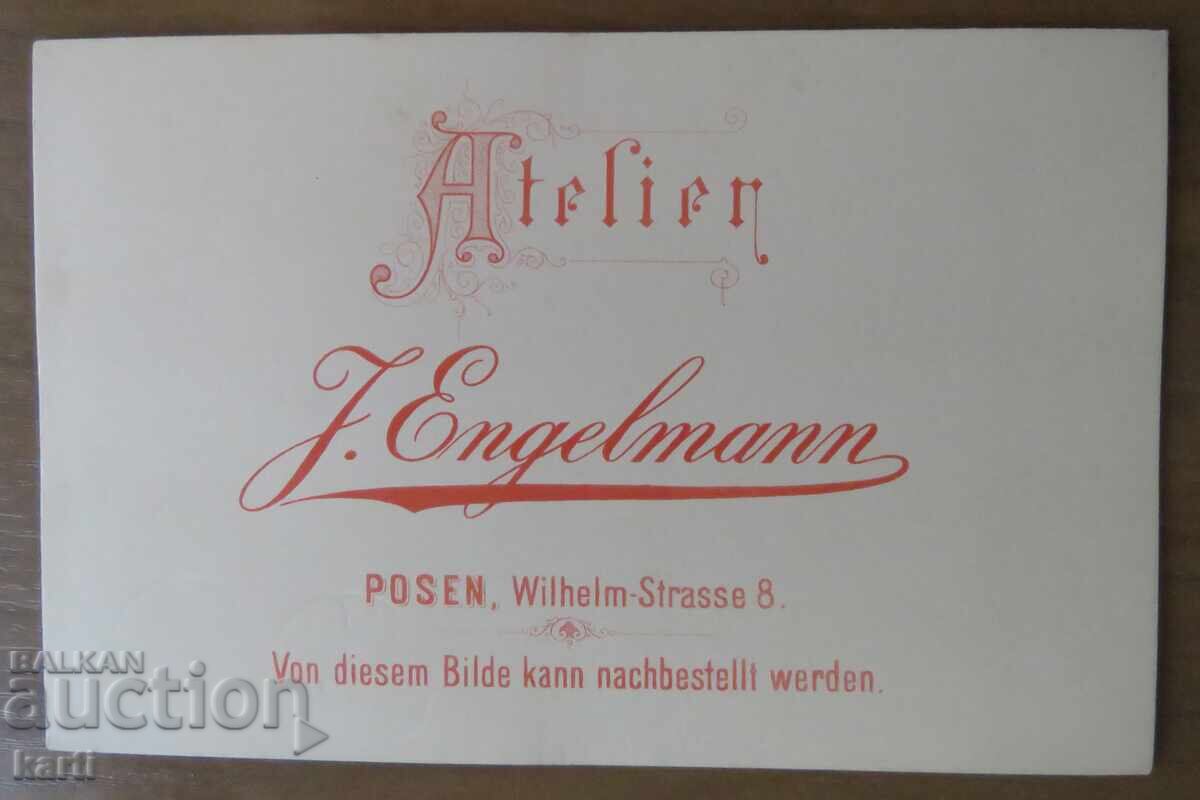 Atelier
J. Engelmann
POSEN, Wilhelm-Strasse 8.
Von diesem Bilde kann nachbestellt werden.
BALKAN
auction
karti